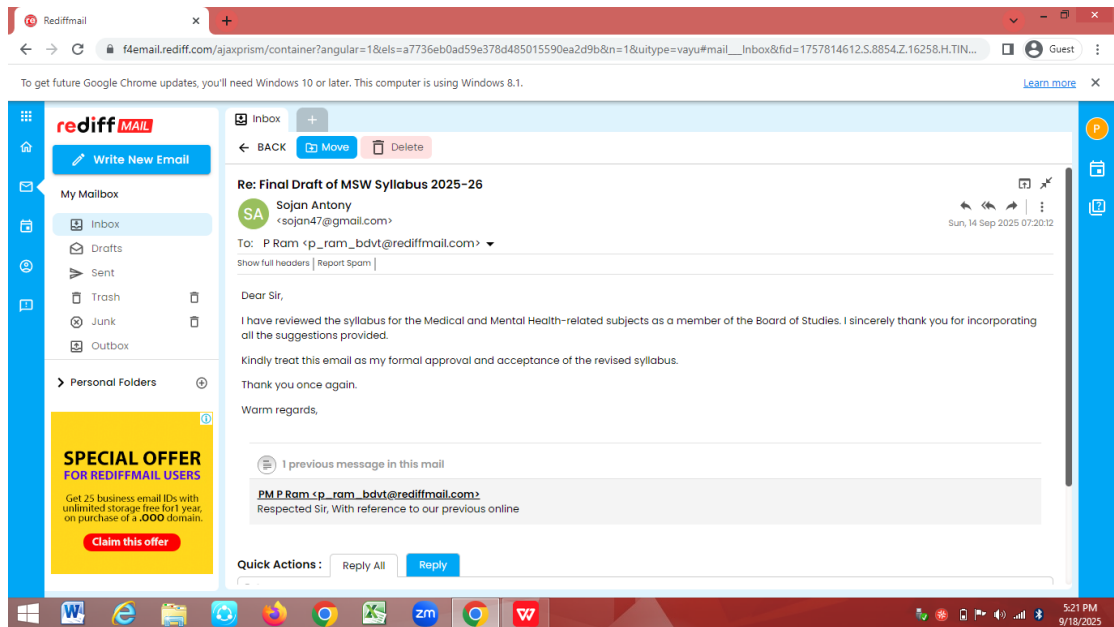 Rediffmail
f4email.rediff.com/ajaxprism/container?angular=1&els=a7736eb0ad59e378d485015590ea2d9b&n=1&uitype=vayu#mail__Inbox&fid=1757814612.S.8854.Z.16258.H.TIN...
Guest
To get future Google Chrome updates, you'll need Windows 10 or later. This computer is using Windows 8.1.
Learn more
rediff MAIL
Write New Email
My Mailbox
Inbox
Drafts
Sent
Trash
Junk
Outbox
Personal Folders
SPECIAL OFFER
FOR REDIFFMAIL USERS
Get 25 business email IDs with
unlimited storage free for1 year,
on purchase of a .OOO domain.
Claim this offer
Inbox
BACK Move Delete
Re: Final Draft of MSW Syllabus 2025-26
SA
Sojan Antony
<sojan47@gmail.com>
Sun, 14 Sep 2025 07:20:12
To: P Ram <p_ram_bdvt@rediffmail.com>
Show full headers | Report Spam |
Dear Sir,
I have reviewed the syllabus for the Medical and Mental Health-related subjects as a member of the Board of Studies. I sincerely thank you for incorporating
all the suggestions provided.
Kindly treat this email as my formal approval and acceptance of the revised syllabus.
Thank you once again.
Warm regards,
1 previous message in this mail
PM P Ram <p_ram_bdvt@rediffmail.com>
Respected Sir, With reference to our previous online
Quick Actions : Reply All Reply
P
zm
5:21 PM
9/18/2025